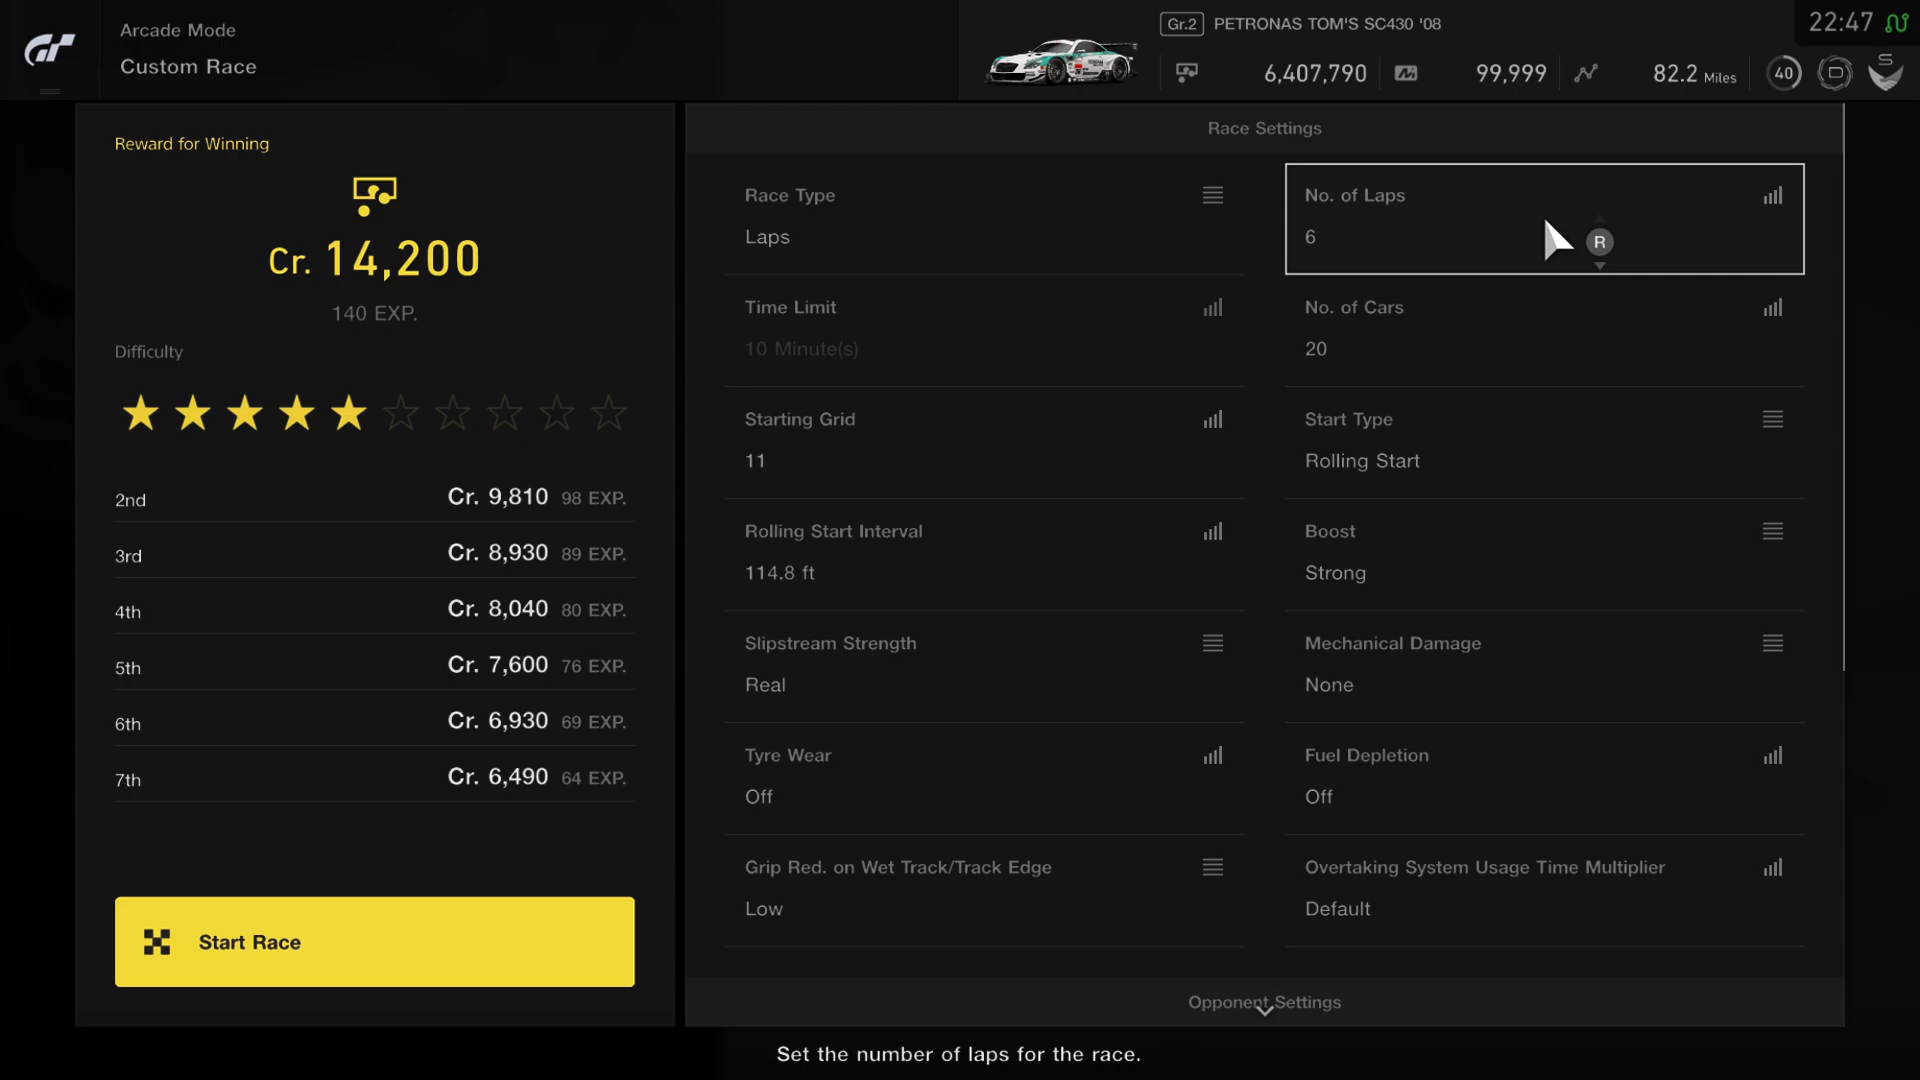 Arcade Mode
Custom Race
Gr.2 PETRONAS TOM'S SC430 '08
22:47
6,407,790
99,999
82.2 Miles
40
D
S
Reward for Winning
Cr. 14,200
140 EXP.
Difficulty
2nd Cr. 9,810 98 EXP.
3rd Cr. 8,930 89 EXP.
4th Cr. 8,040 80 EXP.
5th Cr. 7,600 76 EXP.
6th Cr. 6,930 69 EXP.
7th Cr. 6,490 64 EXP.
Start Race
Race Settings
Race Type
Laps
No. of Laps
6
R
Time Limit
10 Minute(s)
No. of Cars
20
Starting Grid
11
Start Type
Rolling Start
Rolling Start Interval
114.8 ft
Boost
Strong
Slipstream Strength
Real
Mechanical Damage
None
Tyre Wear
Off
Fuel Depletion
Off
Grip Red. on Wet Track/Track Edge
Low
Overtaking System Usage Time Multiplier
Default
Opponent Settings
Set the number of laps for the race.